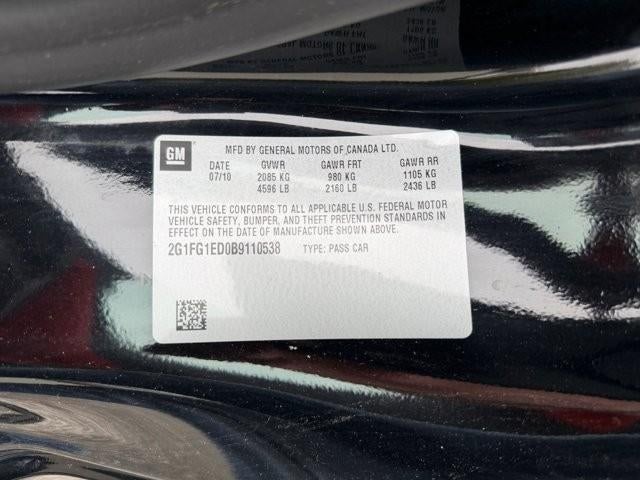 GM
MFD BY GENERAL MOTORS OF CANADA LTD.
DATE GVWR GAWR FRT GAWR RR
07/10 2085 KG 980 KG 1105 KG
4596 LB 2160 LB 2436 LB
THIS VEHICLE CONFORMS TO ALL APPLICABLE U.S. FEDERAL MOTOR
VEHICLE SAFETY, BUMPER, AND THEFT PREVENTION STANDARDS IN
EFFECT ON THE DATE OF MANUFACTURE SHOWN ABOVE.
2G1FG1ED0B9110538 TYPE: PASS CAR